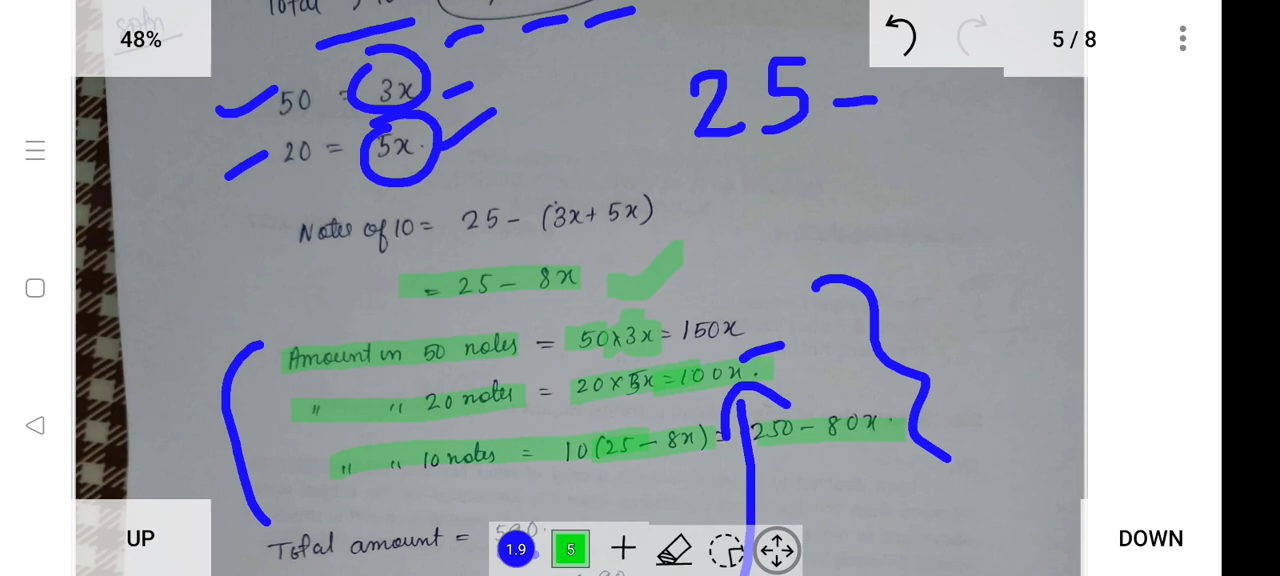 48%
5 / 8
Total
25-
50 = 3x
20 = 5x.
Notes of 10 = 25 - (3x + 5x)
= 25 - 8x
Amount in 50 notes = 50 x 3x = 150x
" " 20 notes = 20 x 5x = 100x.
" " 10 notes = 10 (25 - 8x) = 250 - 80x.
Total amount = 590.
UP
1.9
5
DOWN